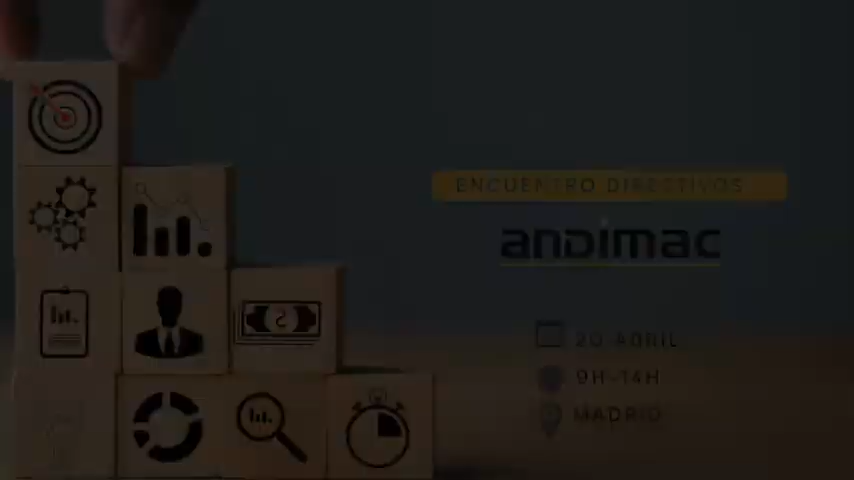 ENCUENTRO DIRECTIVOS
andimac
20 ABRIL
9H-14H
MADRID